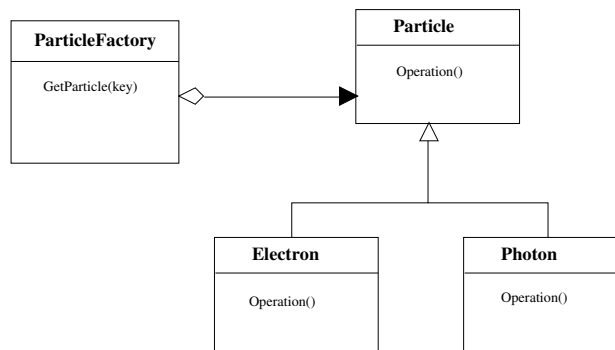 ParticleFactory
GetParticle(key)
Particle
Operation()
Electron
Operation()
Photon
Operation()